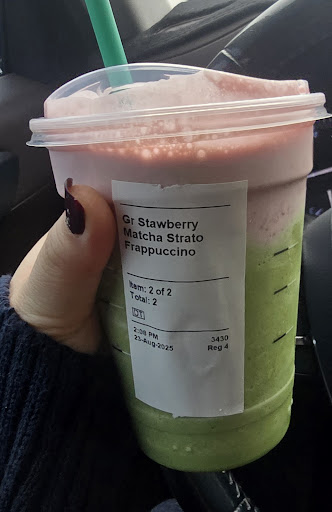 Gr Stawberry
Matcha Strato
Frappuccino
Item: 2 of 2
Total: 2
2:08 PM 3430
23-Aug-2025 Reg 4